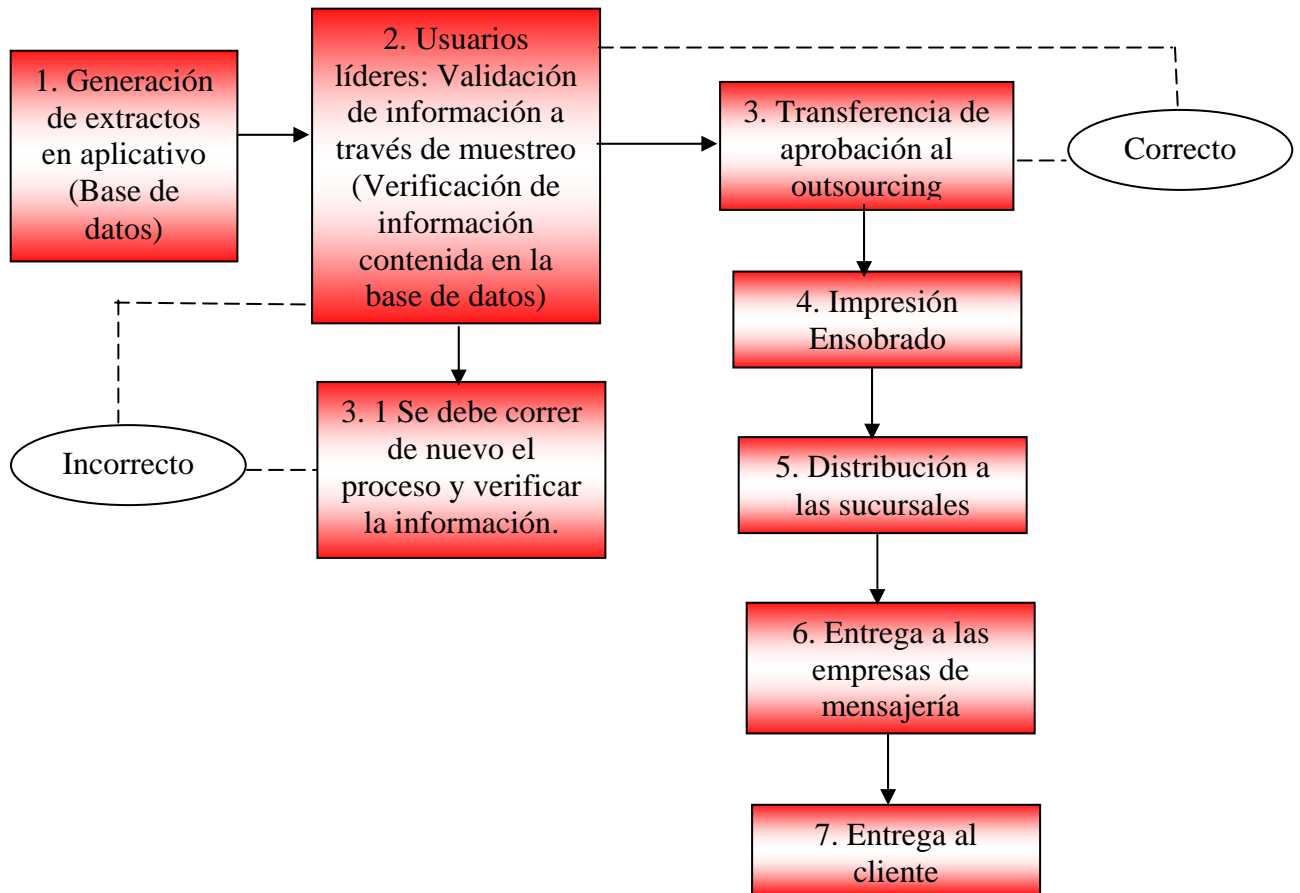 1. Generación
de extractos
en aplicativo
(Base de
datos)
2. Usuarios
líderes: Validación
de información a
través de muestreo
(Verificación de
información
contenida en la
base de datos)
3. Transferencia de
aprobación al
outsourcing
Correcto
4. Impresión
Ensobrado
3. 1 Se debe correr
de nuevo el
proceso y verificar
la información.
Incorrecto
5. Distribución a
las sucursales
6. Entrega a las
empresas de
mensajería
7. Entrega al
cliente